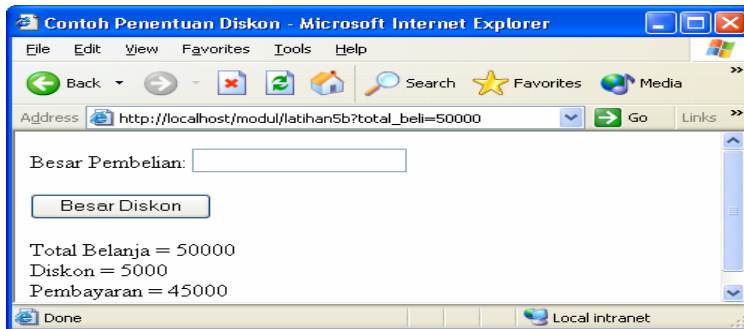 Contoh Penentuan Diskon - Microsoft Internet Explorer
File Edit View Favorites Tools Help
Back Search Favorites Media »
Address http://localhost/modul/latihan5b?total_beli=50000 Go Links »
Besar Pembelian:
Besar Diskon
Total Belanja = 50000
Diskon = 5000
Pembayaran = 45000
Done Local intranet